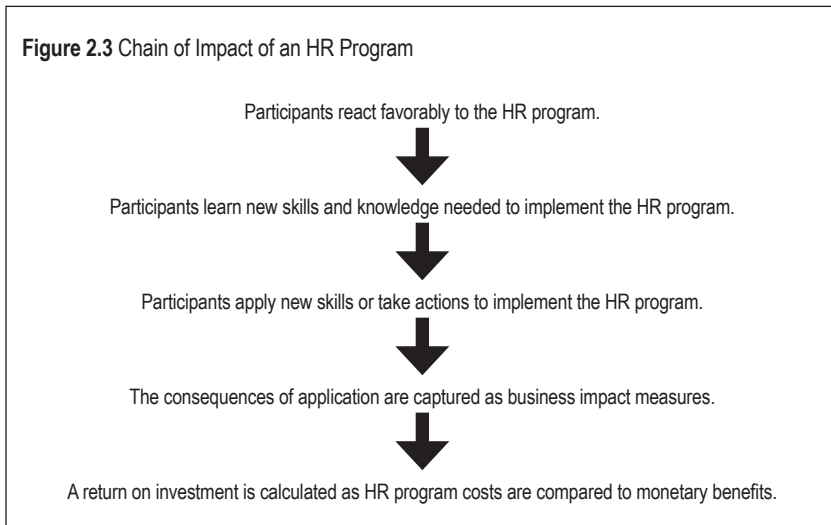 Figure 2.3 Chain of Impact of an HR Program
Participants react favorably to the HR program.
Participants learn new skills and knowledge needed to implement the HR program.
Participants apply new skills or take actions to implement the HR program.
The consequences of application are captured as business impact measures.
A return on investment is calculated as HR program costs are compared to monetary benefits.